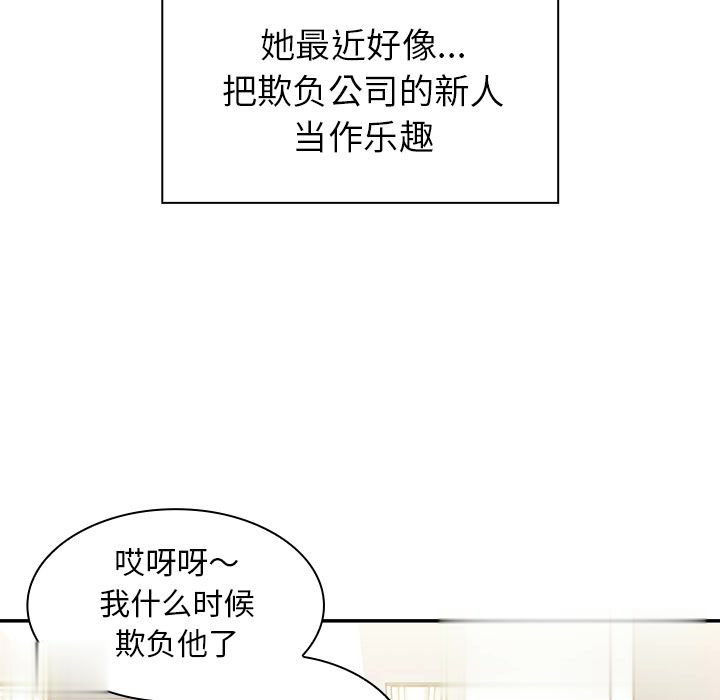 她最近好像...
把欺负公司的新人
当作乐趣
哎呀呀～
我什么时候
欺负他了